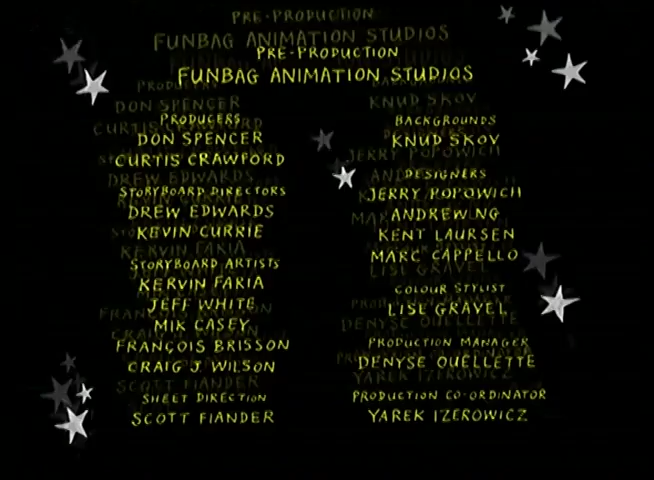 PRE-PRODUCTION
FUNBAG ANIMATION STUDIOS
PRODUCERS
DON SPENCER
CURTIS CRAWFORD
STORYBOARD DIRECTORS
DREW EDWARDS
KEVIN CURRIE
STORYBOARD ARTISTS
KERVIN FARIA
JEFF WHITE
MIK CASEY
FRANÇOIS BRISSON
CRAIG J. WILSON
SHEET DIRECTION
SCOTT FIANDER
BACKGROUNDS
KNUD SKOV
DESIGNERS
JERRY POPOWICH
ANDREW NG
KENT LAURSEN
MARC CAPPELLO
COLOUR STYLIST
LISE GRAVEL
PRODUCTION MANAGER
DENYSE OUELLETTE
PRODUCTION CO-ORDINATOR
YAREK IZEROWICZ